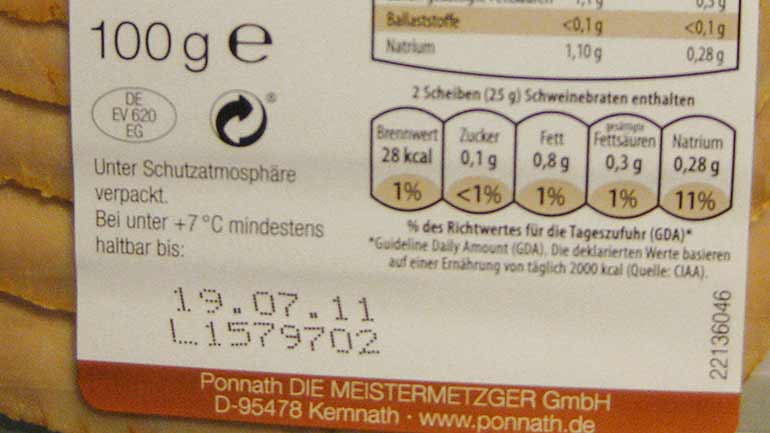 0,3 g
Ballaststoffe <0,1 g <0,1 g
Natrium 1,10 g 0,28 g
100 g e
DE
EV 620
EG
®
2 Scheiben (25 g) Schweinebraten enthalten
Brennwert Zucker Fett gesättigte Fettsäuren Natrium
28 kcal 0,1 g 0,8 g 0,3 g 0,28 g
1% <1% 1% 1% 11%
% des Richtwertes für die Tageszufuhr (GDA)*
*Guideline Daily Amount (GDA). Die deklarierten Werte basieren
auf einer Ernährung von täglich 2000 kcal (Quelle: CIAA).
Unter Schutzatmosphäre
verpackt.
Bei unter +7 °C mindestens
haltbar bis:
19.07.11
L1579702
22136046
Ponnath DIE MEISTERMETZGER GmbH
D-95478 Kemnath · www.ponnath.de